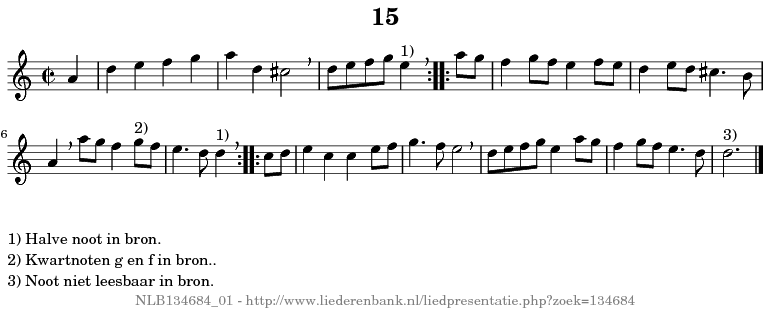 15
1)
6
2)
1)
3)
1) Halve noot in bron.
2) Kwartnoten g en f in bron..
3) Noot niet leesbaar in bron.
NLB134684_01 - http://www.liederenbank.nl/liedpresentatie.php?zoek=134684